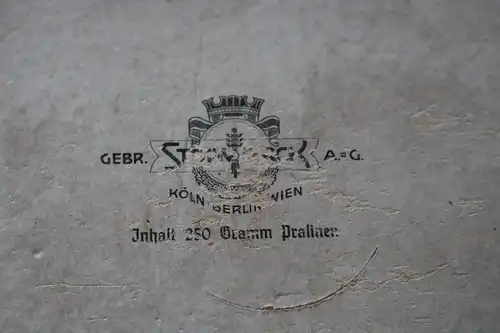 GEBR. STOLLWERCK A.=G.
KÖLN BERLIN WIEN
Inhalt 250 Gramm Pralinen